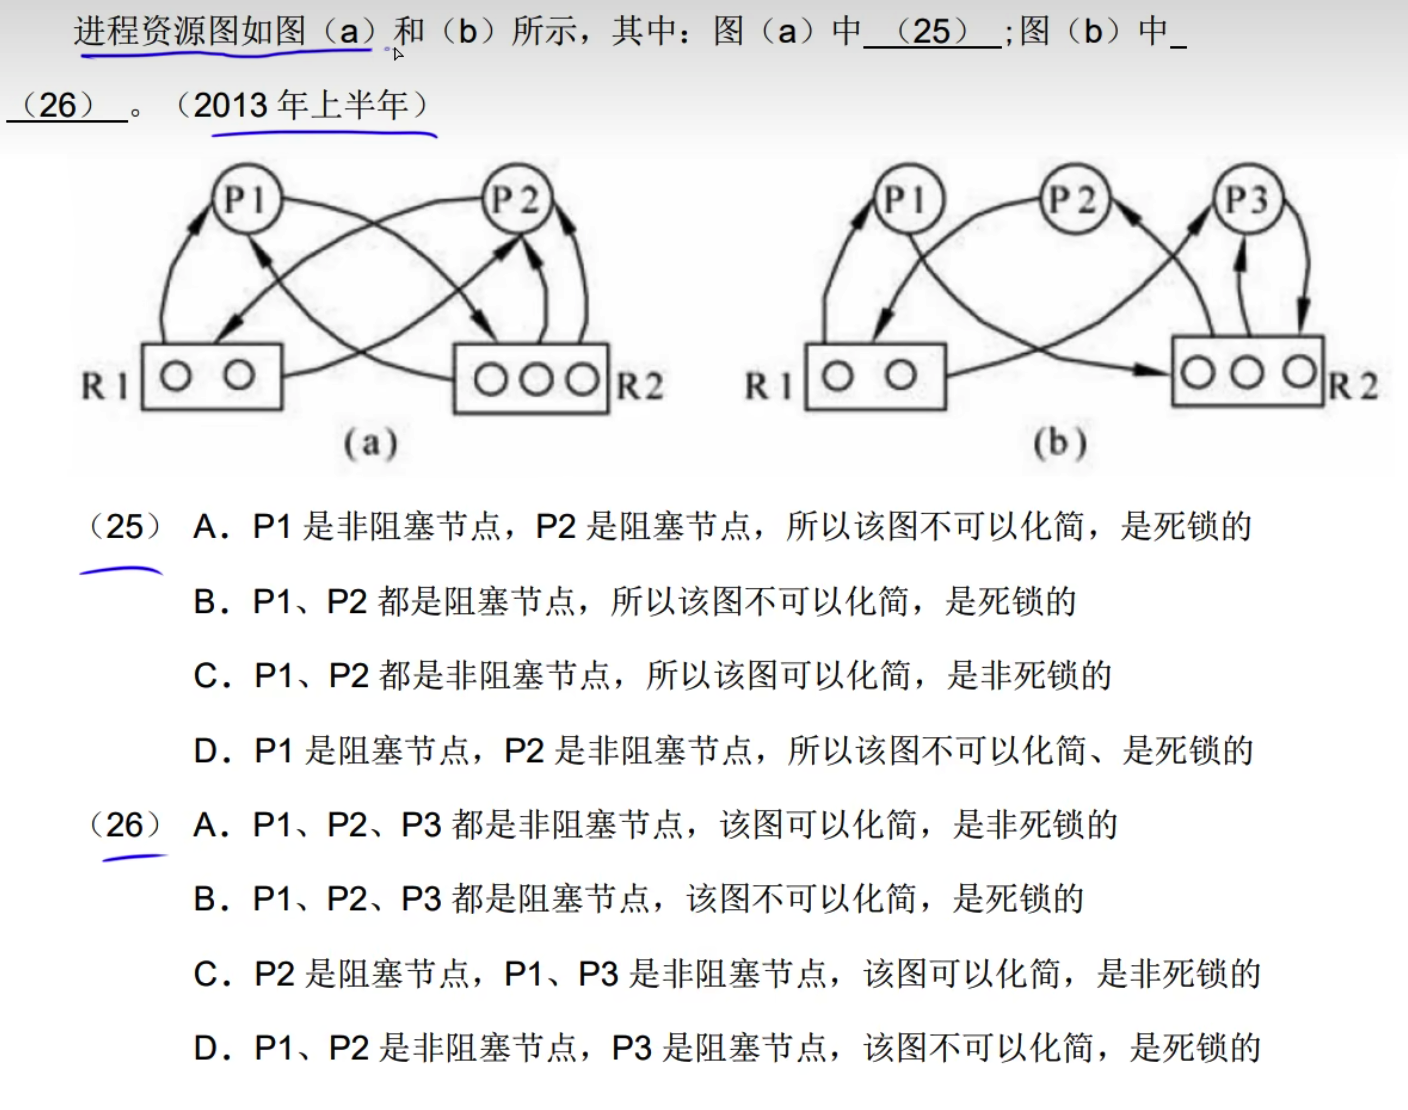 进程资源图如图（a）和（b）所示，其中：图（a）中 （25） ;图（b）中_
（26） 。（2013 年上半年）
P1 P2 P1 P2 P3
R1 R2 R1 R2
(a) (b)
（25） A. P1 是非阻塞节点，P2 是阻塞节点，所以该图不可以化简，是死锁的
B. P1、P2 都是阻塞节点，所以该图不可以化简，是死锁的
C. P1、P2 都是非阻塞节点，所以该图可以化简，是非死锁的
D. P1 是阻塞节点，P2 是非阻塞节点，所以该图不可以化简、是死锁的
（26） A. P1、P2、P3 都是非阻塞节点，该图可以化简，是非死锁的
B. P1、P2、P3 都是阻塞节点，该图不可以化简，是死锁的
C. P2 是阻塞节点，P1、P3 是非阻塞节点，该图可以化简，是非死锁的
D. P1、P2 是非阻塞节点，P3 是阻塞节点，该图不可以化简，是死锁的